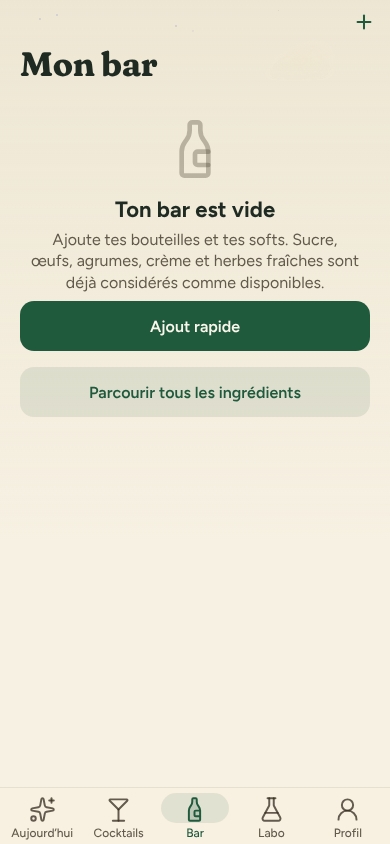 Mon bar
Ton bar est vide
Ajoute tes bouteilles et tes softs. Sucre,
œufs, agrumes, crème et herbes fraîches sont
déjà considérés comme disponibles.
Ajout rapide
Parcourir tous les ingrédients
Aujourd'hui
Cocktails
Bar
Labo
Profil